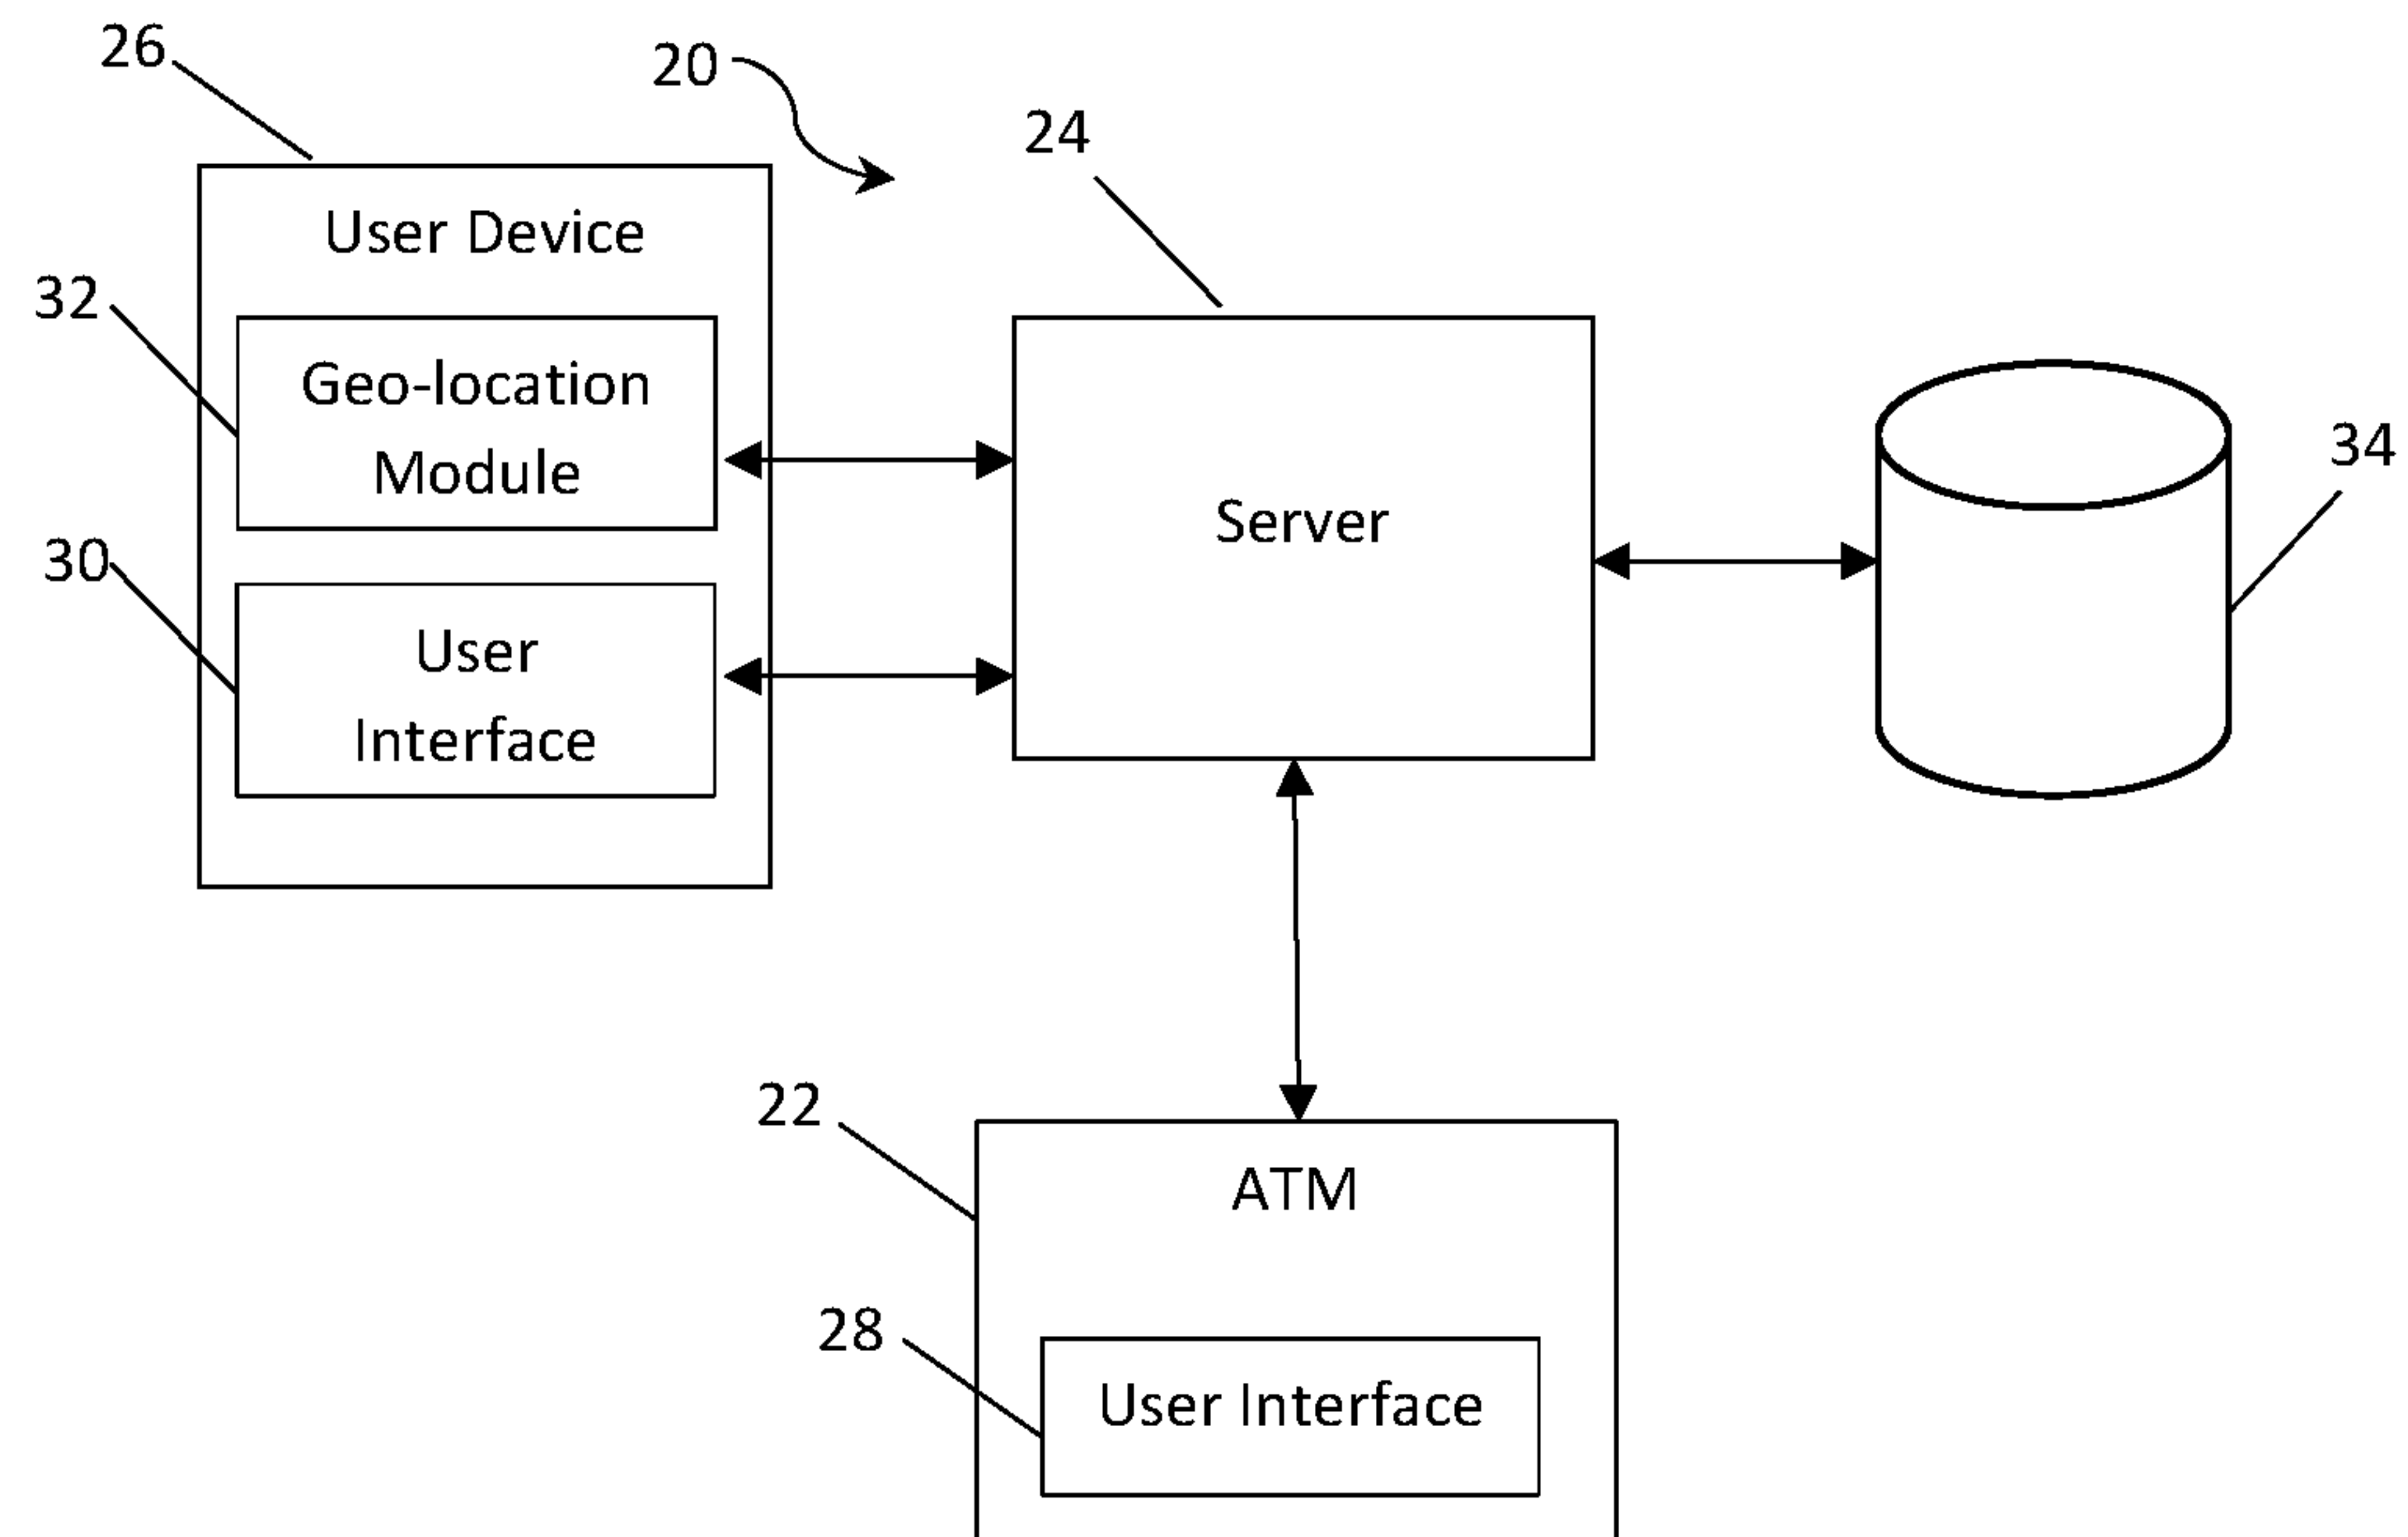 26
20
24
User Device
32
Geo-location
Module
34
Server
30
User
Interface
22
ATM
28
User Interface